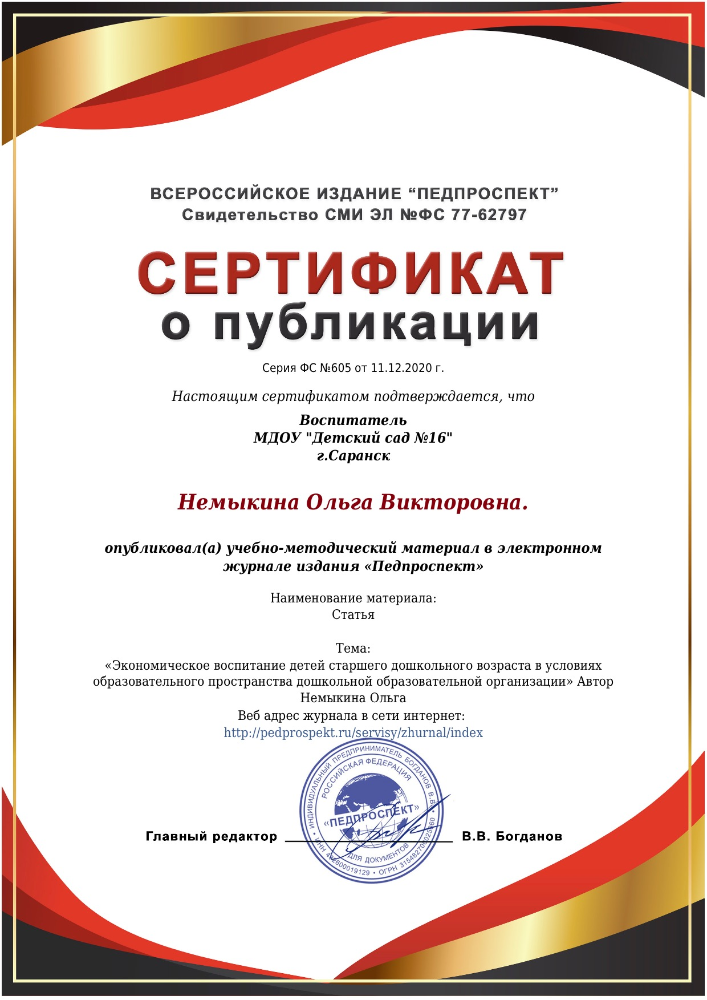 ВСЕРОССИЙСКОЕ ИЗДАНИЕ “ПЕДПРОСПЕКТ”
Свидетельство СМИ ЭЛ №ФС 77-62797
СЕРТИФИКАТ
о публикации
Серия ФС №605 от 11.12.2020 г.
Настоящим сертификатом подтверждается, что
Воспитатель
МДОУ "Детский сад №16"
г.Саранск
Немыкина Ольга Викторовна.
опубликовал(а) учебно-методический материал в электронном
журнале издания «Педпроспект»
Наименование материала:
Статья
Тема:
«Экономическое воспитание детей старшего дошкольного возраста в условиях
образовательного пространства дошкольной образовательной организации» Автор
Немыкина Ольга
Веб адрес журнала в сети интернет:
http://pedprospekt.ru/servisy/zhurnal/index
ИНДИВИДУАЛЬНЫЙ ПРЕДПРИНИМАТЕЛЬ БОГДАНОВ В.В.
РОССИЙСКАЯ ФЕДЕРАЦИЯ
«ПЕДПРОСПЕКТ»
ДЛЯ ДОКУМЕНТОВ
ИНН 482600019129 • ОГРН
Главный редактор В.В. Богданов